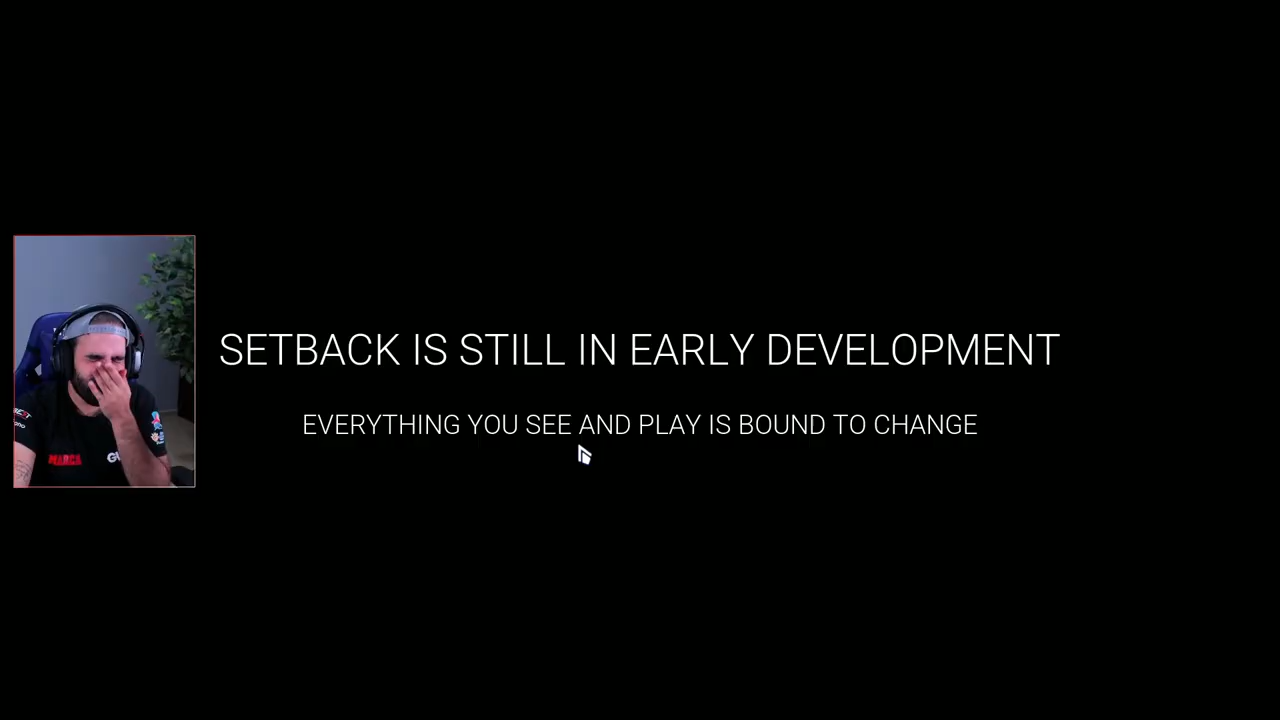 SETBACK IS STILL IN EARLY DEVELOPMENT
EVERYTHING YOU SEE AND PLAY IS BOUND TO CHANGE